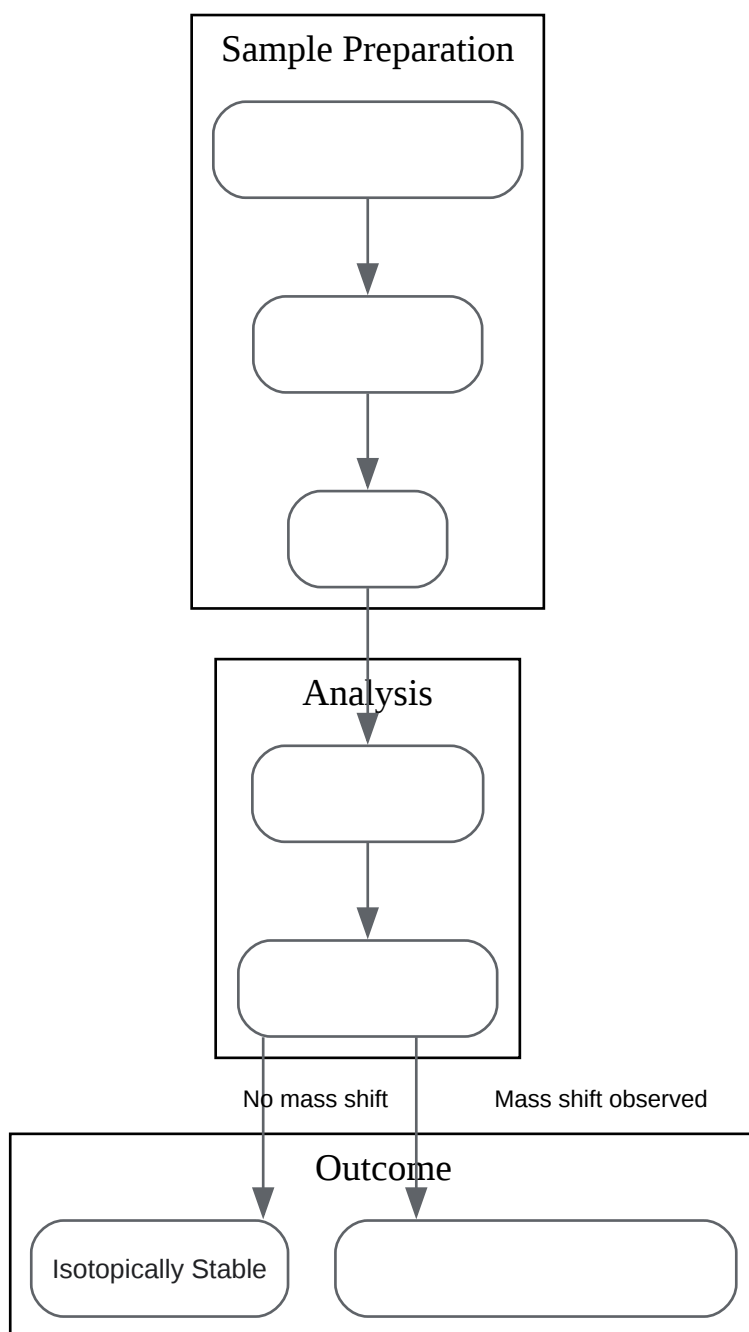 Sample Preparation
Analysis
No mass shift
Mass shift observed
Outcome
Isotopically Stable